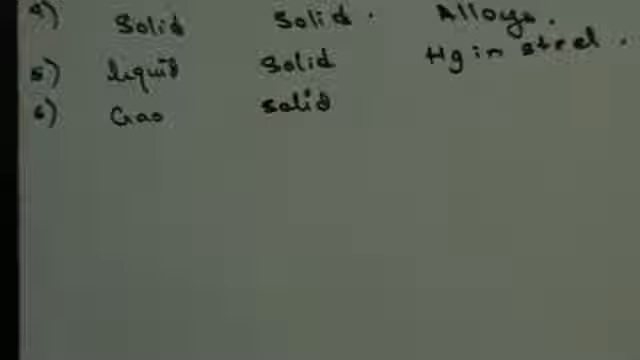 4) Solid Solid. Alloys.
5) liquid Solid Hg in steel.
6) Gas solid